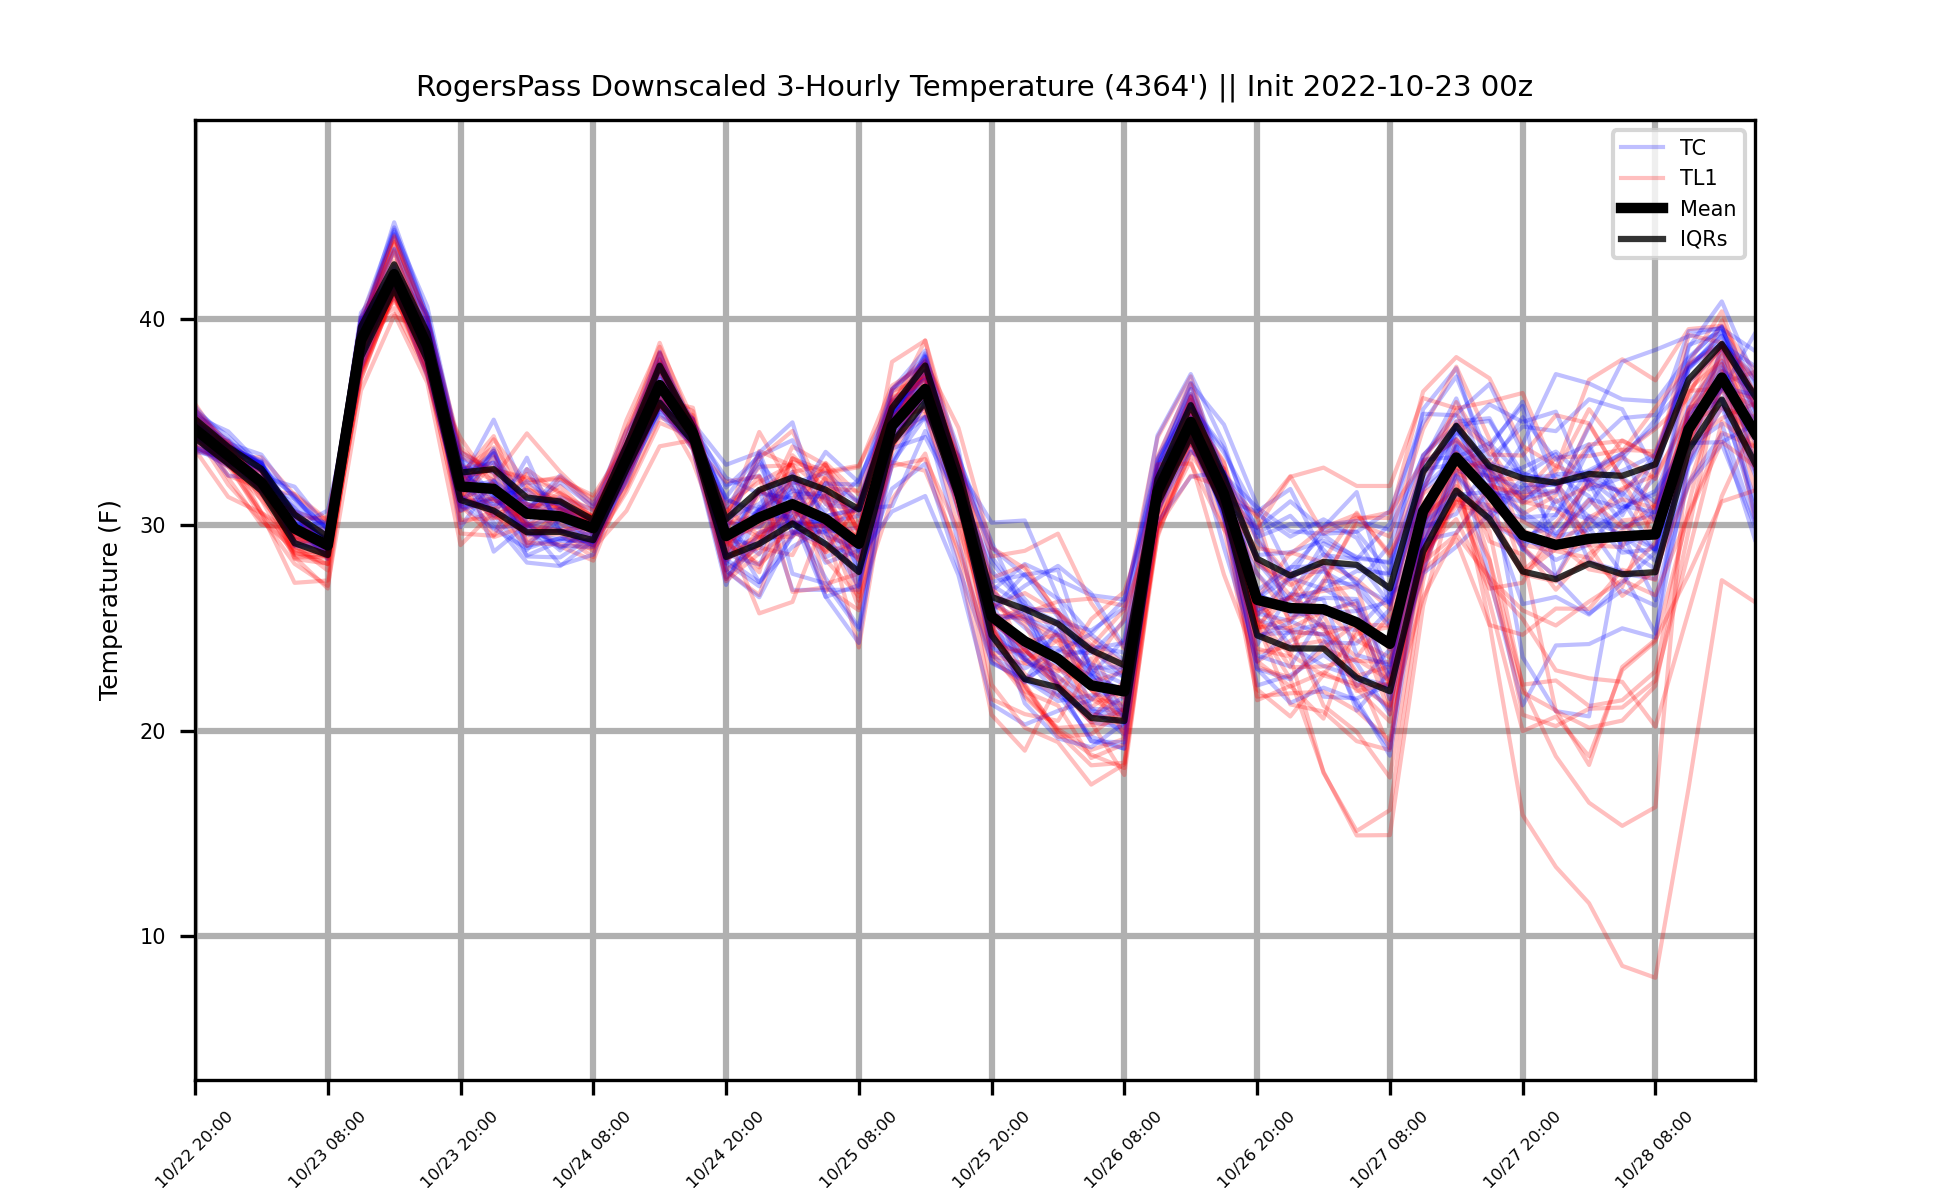 RogersPass Downscaled 3-Hourly Temperature (4364') || Init 2022-10-23 00z
TC
TL1
Mean
IQRs
Temperature (F)
40
30
20
10
10/22 20:00
10/23 08:00
10/23 20:00
10/24 08:00
10/24 20:00
10/25 08:00
10/25 20:00
10/26 08:00
10/26 20:00
10/27 08:00
10/27 20:00
10/28 08:00